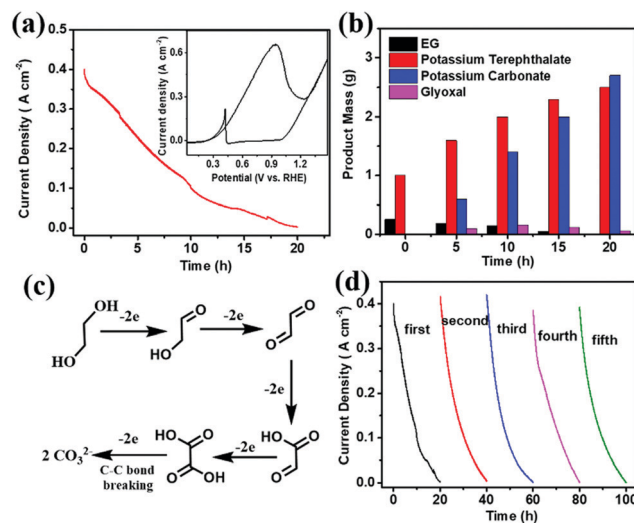 (a)
Current Density ( A cm⁻²)
0.5
0.4
0.3
0.2
0.1
0.0
0
5
10
15
20
Time (h)
Current density ( A cm⁻²)
0.6
0.3
0.0
0.3 0.6 0.9 1.2
Potential (V vs. RHE)
(b)
Product Mass (g)
3
2
1
0
EG
Potassium Terephthalate
Potassium Carbonate
Glyoxal
0 5 10 15 20
Time (h)
(c)
OH
HO
-2e
O
HO
-2e
O
O
-2e
HO
O
O
-2e
HO
O
O
OH
-2e
C-C bond
breaking
2 CO₃²⁻
(d)
Current Density ( A cm⁻²)
0.4
0.3
0.2
0.1
0.0
first
second
third
fourth
fifth
0 20 40 60 80 100
Time (h)